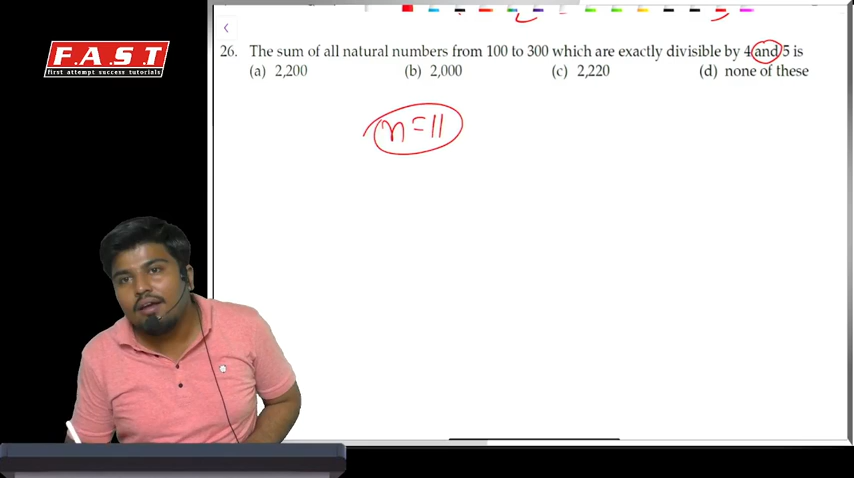 F.A.S.T
first attempt success tutorials
26. The sum of all natural numbers from 100 to 300 which are exactly divisible by 4 and 5 is
(a) 2,200 (b) 2,000 (c) 2,220 (d) none of these
n=11